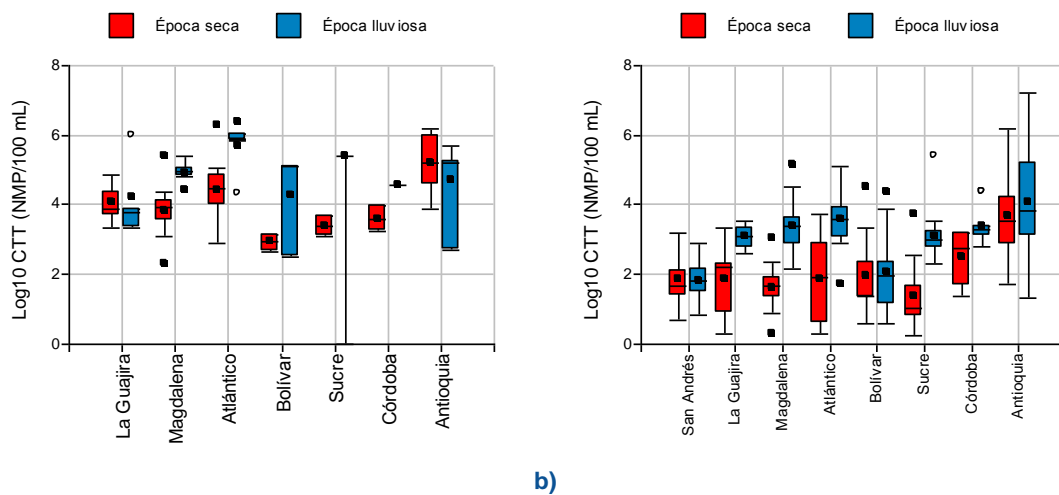 Época seca Época lluviosa
Log10 CTT (NMP/100 mL)
8
6
4
2
0
La Guajira
Magdalena
Atlántico
Bolívar
Sucre
Córdoba
Antioquia
Época seca Época lluviosa
Log10 CTT (NMP/100 mL)
8
6
4
2
0
San Andrés
La Guajira
Magdalena
Atlántico
Bolívar
Sucre
Córdoba
Antioquia
b)